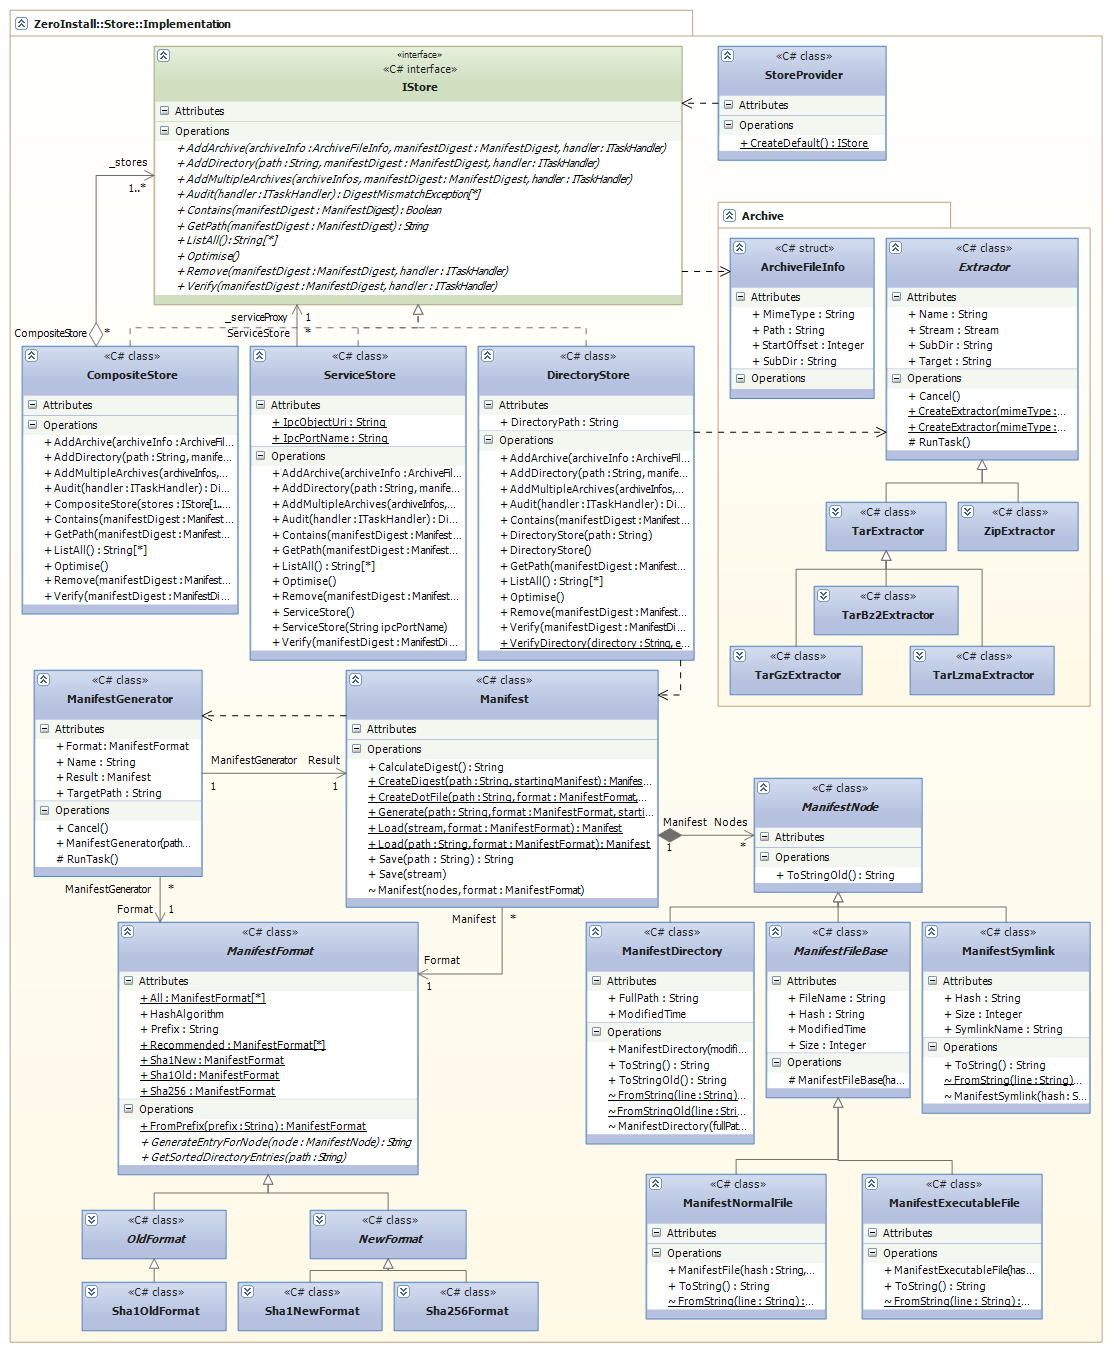 ZeroInstall::Store::Implementation
«interface»
«C# interface»
IStore
Attributes
Operations
+ AddArchive(archiveInfo : ArchiveFileInfo, manifestDigest : ManifestDigest, handler : ITaskHandler)
+ AddDirectory(path : String, manifestDigest : ManifestDigest, handler : ITaskHandler)
+ AddMultipleArchives(archiveInfos, manifestDigest : ManifestDigest, handler : ITaskHandler)
+ Audit(handler : ITaskHandler) : DigestMismatchException[*]
+ Contains(manifestDigest : ManifestDigest) : Boolean
+ GetPath(manifestDigest : ManifestDigest) : String
+ ListAll() : String[*]
+ Optimise()
+ Remove(manifestDigest : ManifestDigest, handler : ITaskHandler)
+ Verify(manifestDigest : ManifestDigest, handler : ITaskHandler)
«C# class»
StoreProvider
Attributes
Operations
+ CreateDefault() : IStore
_stores
1..*
CompositeStore
*
_serviceProxy
1
ServiceStore
*
Archive
«C# struct»
ArchiveFileInfo
Attributes
+ MimeType : String
+ Path : String
+ StartOffset : Integer
+ SubDir : String
Operations
«C# class»
Extractor
Attributes
+ Name : String
+ Stream : Stream
+ SubDir : String
+ Target : String
Operations
+ Cancel()
+ CreateExtractor(mimeType :...
+ CreateExtractor(mimeType :...
# RunTask()
«C# class»
TarExtractor
«C# class»
ZipExtractor
«C# class»
TarBz2Extractor
«C# class»
TarGzExtractor
«C# class»
TarLzmaExtractor
«C# class»
CompositeStore
Attributes
Operations
+ AddArchive(archiveInfo : ArchiveFil...
+ AddDirectory(path : String, manife...
+ AddMultipleArchives(archiveInfos,...
+ Audit(handler : ITaskHandler) : Di...
+ CompositeStore(stores : IStore[1...
+ Contains(manifestDigest : Manifest...
+ GetPath(manifestDigest : Manifest...
+ ListAll() : String[*]
+ Optimise()
+ Remove(manifestDigest : Manifest...
+ Verify(manifestDigest : ManifestDi...
«C# class»
ServiceStore
Attributes
+ IpcObjectUri : String
+ IpcPortName : String
Operations
+ AddArchive(archiveInfo : ArchiveFil...
+ AddDirectory(path : String, manife...
+ AddMultipleArchives(archiveInfos,...
+ Audit(handler : ITaskHandler) : Di...
+ Contains(manifestDigest : Manifest...
+ GetPath(manifestDigest : Manifest...
+ ListAll() : String[*]
+ Optimise()
+ Remove(manifestDigest : Manifest...
+ ServiceStore()
+ ServiceStore(String ipcPortName)
+ Verify(manifestDigest : ManifestDi...
«C# class»
DirectoryStore
Attributes
+ DirectoryPath : String
Operations
+ AddArchive(archiveInfo : ArchiveFil...
+ AddDirectory(path : String, manife...
+ AddMultipleArchives(archiveInfos,...
+ Audit(handler : ITaskHandler) : Di...
+ Contains(manifestDigest : Manifest...
+ DirectoryStore(path : String)
+ DirectoryStore()
+ GetPath(manifestDigest : Manifest...
+ ListAll() : String[*]
+ Optimise()
+ Remove(manifestDigest : Manifest...
+ Verify(manifestDigest : ManifestDi...
+ VerifyDirectory(directory : String, e...
«C# class»
ManifestGenerator
Attributes
+ Format : ManifestFormat
+ Name : String
+ Result : Manifest
+ TargetPath : String
Operations
+ Cancel()
+ ManifestGenerator(path...
# RunTask()
ManifestGenerator
Result
1
1
«C# class»
Manifest
Attributes
Operations
+ CalculateDigest() : String
+ CreateDigest(path : String, startingManifest) : Manifes...
+ CreateDotFile(path : String, format : ManifestFormat,...
+ Generate(path : String, format : ManifestFormat, starti...
+ Load(stream, format : ManifestFormat) : Manifest
+ Load(path : String, format : ManifestFormat) : Manifest
+ Save(path : String) : String
+ Save(stream)
~ Manifest(nodes, format : ManifestFormat)
Manifest
Nodes
1
*
«C# class»
ManifestNode
Attributes
Operations
+ ToStringOld() : String
ManifestGenerator
*
Format
1
Manifest
*
Format
1
«C# class»
ManifestFormat
Attributes
+ All : ManifestFormat[*]
+ HashAlgorithm
+ Prefix : String
+ Recommended : ManifestFormat[*]
+ Sha1New : ManifestFormat
+ Sha1Old : ManifestFormat
+ Sha256 : ManifestFormat
Operations
+ FromPrefix(prefix : String) : ManifestFormat
+ GenerateEntryForNode(node : ManifestNode) : String
+ GetSortedDirectoryEntries(path : String)
«C# class»
ManifestDirectory
Attributes
+ FullPath : String
+ ModifiedTime
Operations
+ ManifestDirectory(modifi...
+ ToString() : String
+ ToStringOld() : String
~ FromString(line : String)...
~ FromStringOld(line : Stri...
~ ManifestDirectory(fullPat...
«C# class»
ManifestFileBase
Attributes
+ FileName : String
+ Hash : String
+ ModifiedTime
+ Size : Integer
Operations
# ManifestFileBase(ha...
«C# class»
ManifestSymlink
Attributes
+ Hash : String
+ Size : Integer
+ SymlinkName : String
Operations
+ ToString() : String
~ FromString(line : String)...
~ ManifestSymlink(hash : S...
«C# class»
OldFormat
«C# class»
NewFormat
«C# class»
Sha1OldFormat
«C# class»
Sha1NewFormat
«C# class»
Sha256Format
«C# class»
ManifestNormalFile
Attributes
Operations
+ ManifestFile(hash : String,...
+ ToString() : String
~ FromString(line : String) :...
«C# class»
ManifestExecutableFile
Attributes
Operations
+ ManifestExecutableFile(has...
+ ToString() : String
~ FromString(line : String) :...